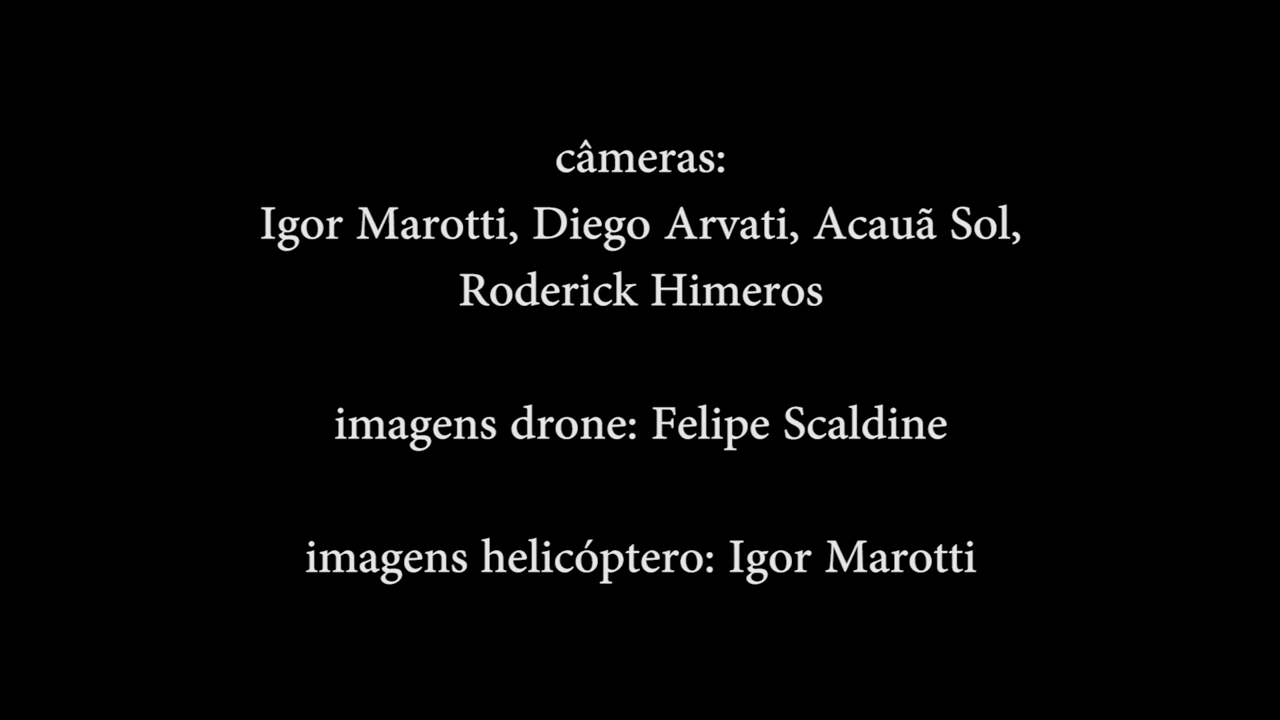 câmeras:
Igor Marotti, Diego Arvati, Acauã Sol,
Roderick Himeros
imagens drone: Felipe Scaldine
imagens helicóptero: Igor Marotti